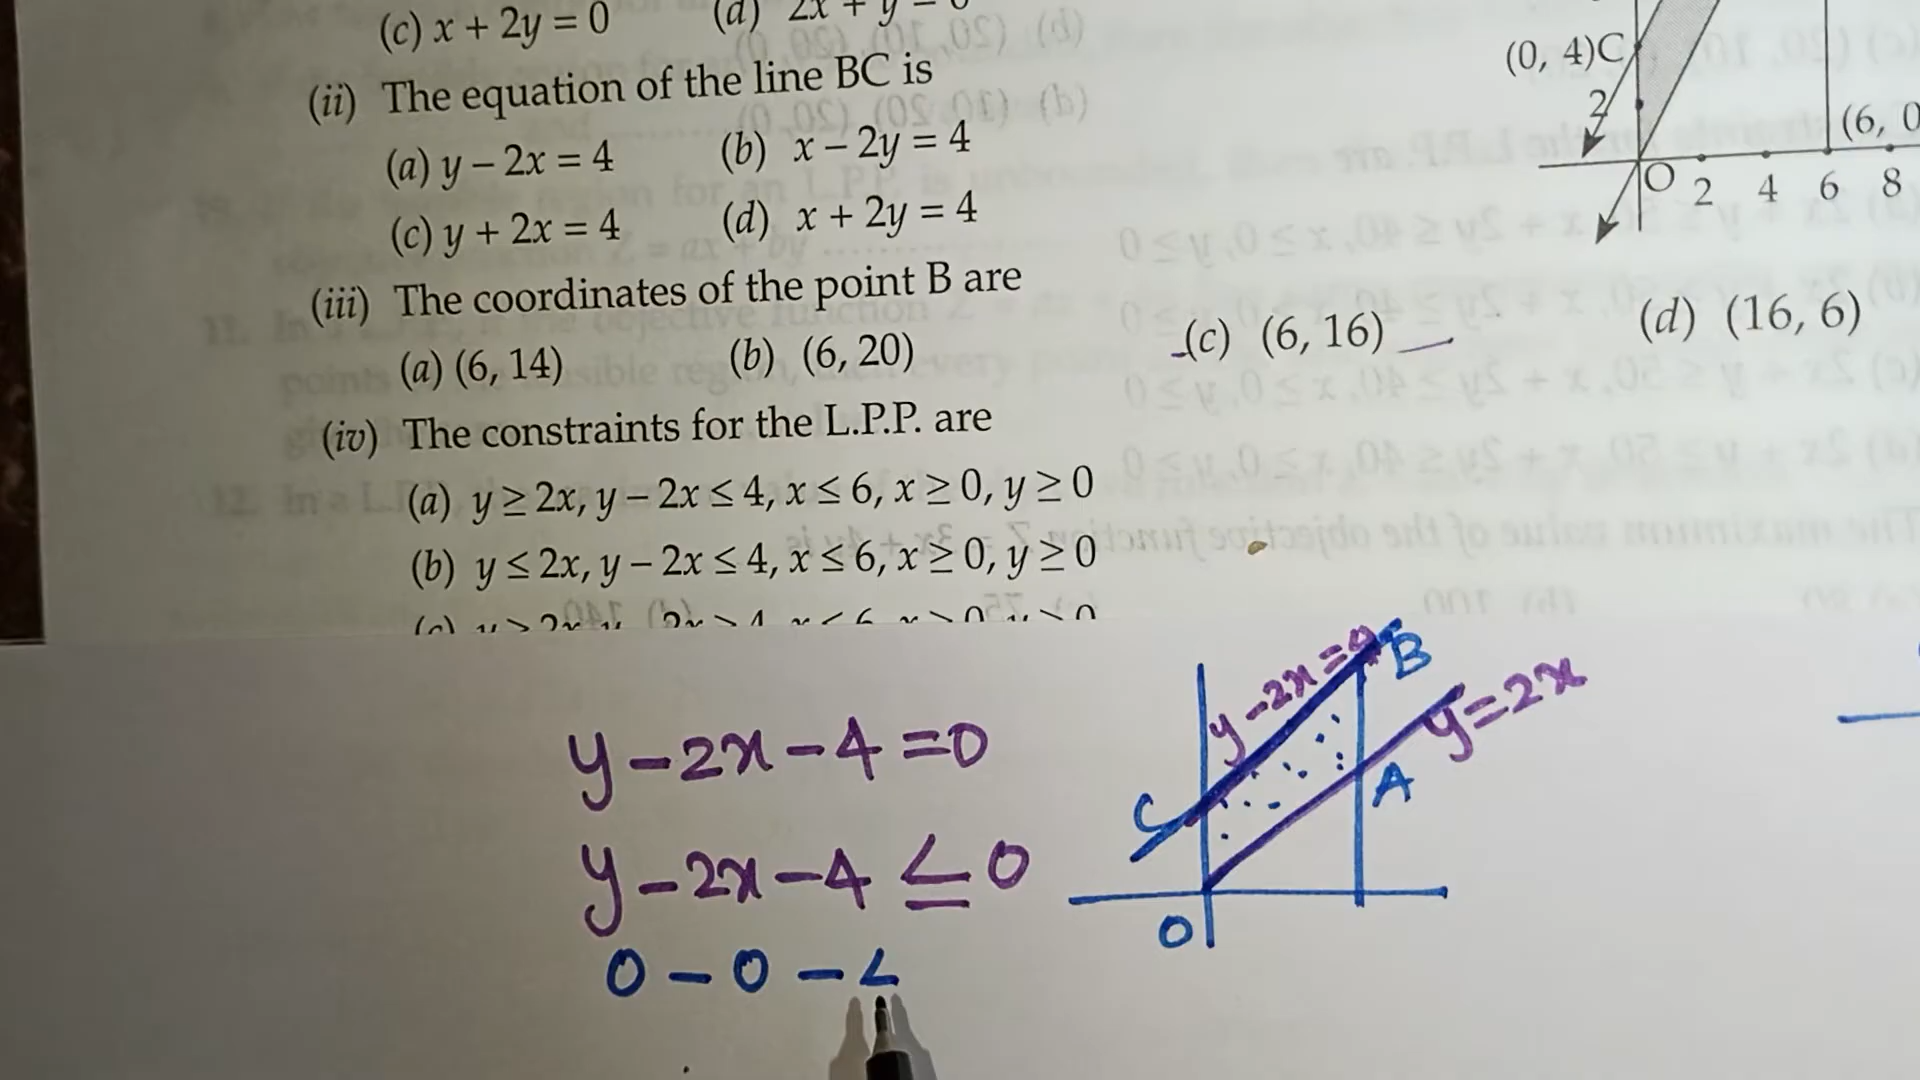 (c) x + 2y = 0 (d) 2x + y = 0
(ii) The equation of the line BC is
(a) y – 2x = 4 (b) x – 2y = 4
(c) y + 2x = 4 (d) x + 2y = 4
(iii) The coordinates of the point B are
(a) (6, 14) (b) (6, 20) (c) (6, 16) (d) (16, 6)
(iv) The constraints for the L.P.P. are
(a) y ≥ 2x, y – 2x ≤ 4, x ≤ 6, x ≥ 0, y ≥ 0
(b) y ≤ 2x, y – 2x ≤ 4, x ≤ 6, x ≥ 0, y ≥ 0
(0, 4)C
2
(6, 0
O 2 4 6 8
y – 2x – 4 = 0
y – 2x – 4 ≤ 0
0 – 0 –
y – 2x = 4
B
y = 2x
C
A
O